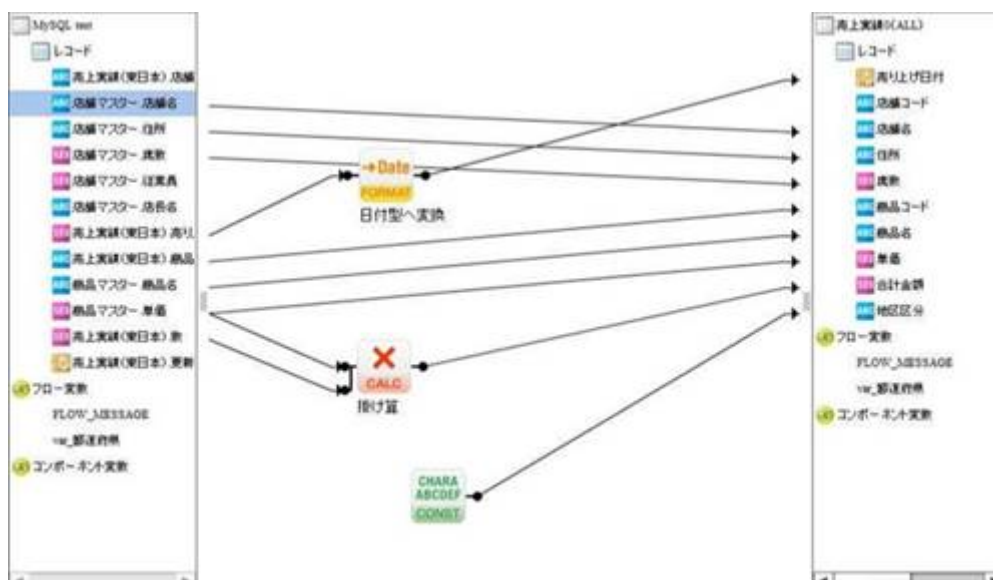 MySQL test
レコード
売上実績(東日本).店舗
店舗マスター.店舗名
店舗マスター.住所
店舗マスター.席数
店舗マスター.従業員
店舗マスター.店長名
売上実績(東日本).売り上
売上実績(東日本).商品
商品マスター.商品名
商品マスター.単価
売上実績(東日本).数
売上実績(東日本).更新
フロー変数
FLOW_MESSAGE
var_都道府県
コンポーネント変数
→Date
FORMAT
日付型へ変換
CALC
掛け算
CHARA
ABCDEF
CONST
レコード
売り上げ日付
店舗コード
店舗名
住所
席数
商品コード
商品名
単価
合計金額
地区区分
フロー変数
FLOW_MESSAGE
var_都道府県
コンポーネント変数